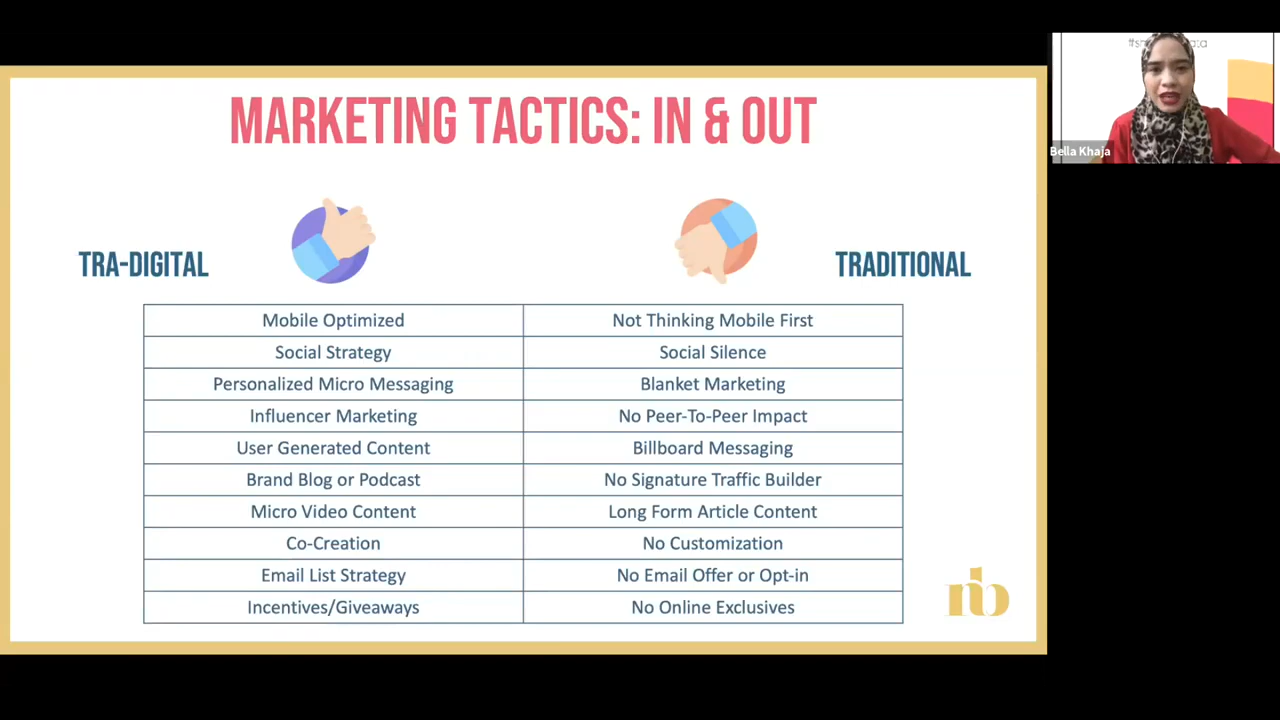 MARKETING TACTICS: IN & OUT
TRA-DIGITAL
TRADITIONAL
Mobile Optimized Not Thinking Mobile First
Social Strategy Social Silence
Personalized Micro Messaging Blanket Marketing
Influencer Marketing No Peer-To-Peer Impact
User Generated Content Billboard Messaging
Brand Blog or Podcast No Signature Traffic Builder
Micro Video Content Long Form Article Content
Co-Creation No Customization
Email List Strategy No Email Offer or Opt-in
Incentives/Giveaways No Online Exclusives
Bella Khaja